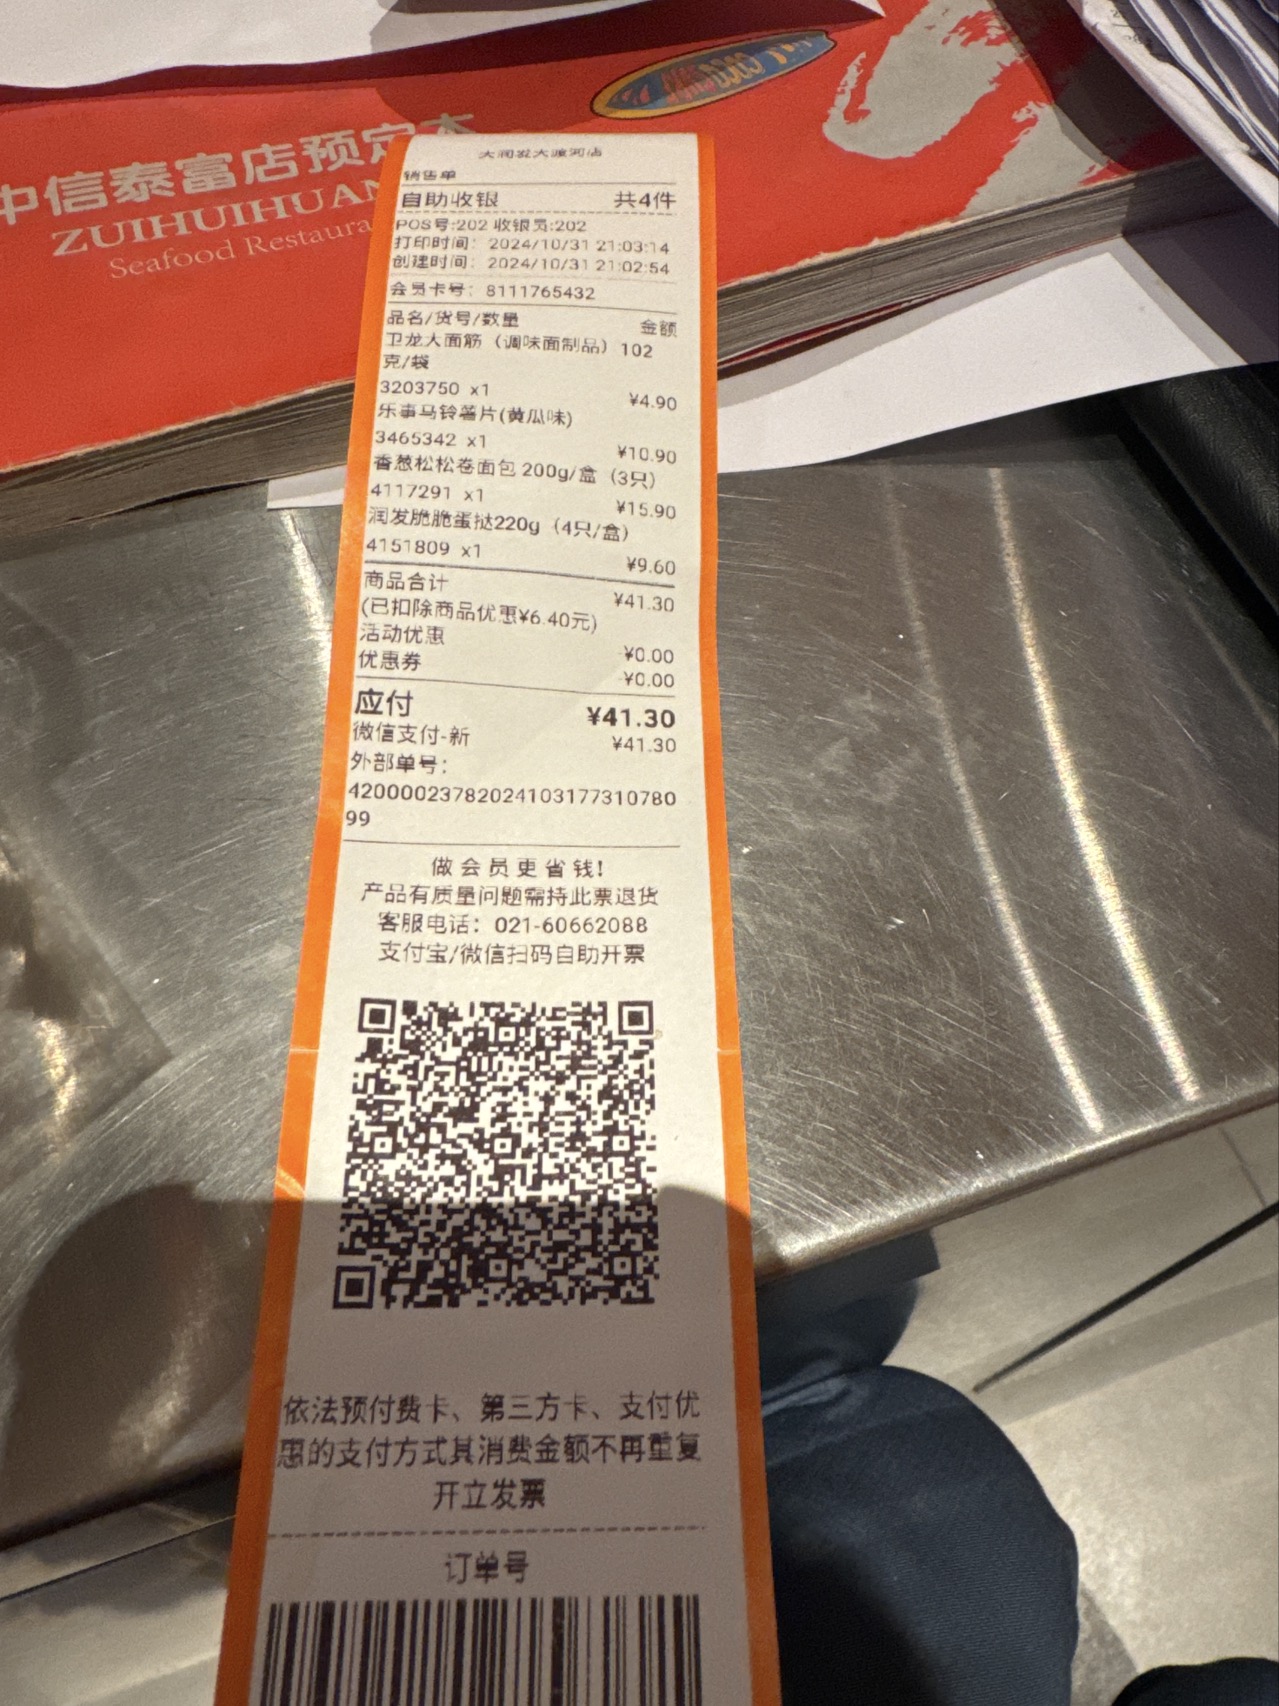 中信泰富店预定本
ZUIHUIHUAN
Seafood Restaura
大润发大渡河店
销售单
自助收银 共4件
POS号:202 收银员:202
打印时间: 2024/10/31 21:03:14
创建时间: 2024/10/31 21:02:54
会员卡号: 8111765432
品名/货号/数量 金额
卫龙大面筋（调味面制品）102
克/袋
3203750 x1 ¥4.90
乐事马铃薯片(黄瓜味)
3465342 x1 ¥10.90
香葱松松卷面包 200g/盒（3只）
4117291 x1 ¥15.90
润发脆脆蛋挞220g（4只/盒）
4151809 x1 ¥9.60
商品合计 ¥41.30
(已扣除商品优惠¥6.40元)
活动优惠 ¥0.00
优惠券 ¥0.00
应付 ¥41.30
微信支付-新 ¥41.30
外部单号:
42000023782024103177310780
99
做会员更省钱!
产品有质量问题需持此票退货
客服电话: 021-60662088
支付宝/微信扫码自助开票
依法预付费卡、第三方卡、支付优
惠的支付方式其消费金额不再重复
开立发票
订单号